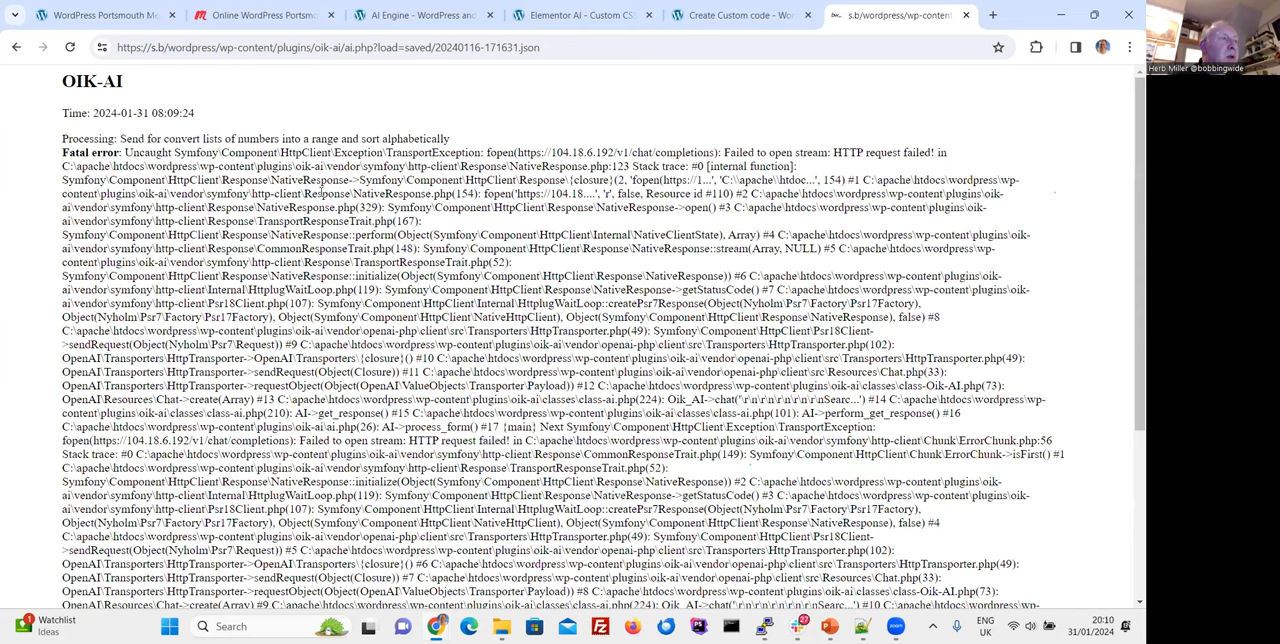 WordPress Portsmouth Me
Online WordPress Portsmo
AI Engine - WordPress and
Elementor AI - Custom CSS
Create Custom code - Wor
s.b/wordpress/wp-content
https://s.b/wordpress/wp-content/plugins/oik-ai/ai.php?load=saved/20240116-171631.json
Herb Miller @bobbingwide
OIK-AI
Time: 2024-01-31 08:09:24
Processing: Send for convert lists of numbers into a range and sort alphabetically
Fatal error: Uncaught Symfony\Component\HttpClient\Exception\TransportException: fopen(https://104.18.6.192/v1/chat/completions): Failed to open stream: HTTP request failed! in
C:\apache\htdocs\wordpress\wp-content\plugins\oik-ai\vendor\symfony\http-client\Response\NativeResponse.php:123 Stack trace: #0 [internal function]:
Symfony\Component\HttpClient\Response\NativeResponse->Symfony\Component\HttpClient\Response\{closure}(2, 'fopen(https://1...', 'C:\\apache\\htdoc...', 154) #1 C:\apache\htdocs\wordpress\wp-
content\plugins\oik-ai\vendor\symfony\http-client\Response\NativeResponse.php(154): fopen('https://104.18....', 'r', false, Resource id #110) #2 C:\apache\htdocs\wordpress\wp-content\plugins\oik-
ai\vendor\symfony\http-client\Response\NativeResponse.php(329): Symfony\Component\HttpClient\Response\NativeResponse->open() #3 C:\apache\htdocs\wordpress\wp-content\plugins\oik-
ai\vendor\symfony\http-client\Response\TransportResponseTrait.php(167):
Symfony\Component\HttpClient\Response\NativeResponse::perform(Object(Symfony\Component\HttpClient\Internal\NativeClientState), Array) #4 C:\apache\htdocs\wordpress\wp-content\plugins\oik-
ai\vendor\symfony\http-client\Response\CommonResponseTrait.php(148): Symfony\Component\HttpClient\Response\NativeResponse::stream(Array, NULL) #5 C:\apache\htdocs\wordpress\wp-
content\plugins\oik-ai\vendor\symfony\http-client\Response\TransportResponseTrait.php(52):
Symfony\Component\HttpClient\Response\NativeResponse::initialize(Object(Symfony\Component\HttpClient\Response\NativeResponse)) #6 C:\apache\htdocs\wordpress\wp-content\plugins\oik-
ai\vendor\symfony\http-client\Internal\HttplugWaitLoop.php(119): Symfony\Component\HttpClient\Response\NativeResponse->getStatusCode() #7 C:\apache\htdocs\wordpress\wp-content\plugins\oik-
ai\vendor\symfony\http-client\Psr18Client.php(107): Symfony\Component\HttpClient\Internal\HttplugWaitLoop::createPsr7Response(Object(Nyholm\Psr7\Factory\Psr17Factory),
Object(Nyholm\Psr7\Factory\Psr17Factory), Object(Symfony\Component\HttpClient\NativeHttpClient), Object(Symfony\Component\HttpClient\Response\NativeResponse), false) #8
C:\apache\htdocs\wordpress\wp-content\plugins\oik-ai\vendor\openai-php\client\src\Transporters\HttpTransporter.php(49): Symfony\Component\HttpClient\Psr18Client-
>sendRequest(Object(Nyholm\Psr7\Request)) #9 C:\apache\htdocs\wordpress\wp-content\plugins\oik-ai\vendor\openai-php\client\src\Transporters\HttpTransporter.php(102):
OpenAI\Transporters\HttpTransporter->OpenAI\Transporters\{closure}() #10 C:\apache\htdocs\wordpress\wp-content\plugins\oik-ai\vendor\openai-php\client\src\Transporters\HttpTransporter.php(49):
OpenAI\Transporters\HttpTransporter->sendRequest(Object(Closure)) #11 C:\apache\htdocs\wordpress\wp-content\plugins\oik-ai\vendor\openai-php\client\src\Resources\Chat.php(33):
OpenAI\Transporters\HttpTransporter->requestObject(Object(OpenAI\ValueObjects\Transporter\Payload)) #12 C:\apache\htdocs\wordpress\wp-content\plugins\oik-ai\classes\class-Oik-AI.php(73):
OpenAI\Resources\Chat->create(Array) #13 C:\apache\htdocs\wordpress\wp-content\plugins\oik-ai\classes\class-ai.php(224): Oik_AI->chat('\r\n\r\n\r\n\r\n\r\nSearc...') #14 C:\apache\htdocs\wordpress\wp-
content\plugins\oik-ai\classes\class-ai.php(210): AI->get_response() #15 C:\apache\htdocs\wordpress\wp-content\plugins\oik-ai\classes\class-ai.php(101): AI->perform_get_response() #16
C:\apache\htdocs\wordpress\wp-content\plugins\oik-ai\ai.php(26): AI->process_form() #17 {main} Next Symfony\Component\HttpClient\Exception\TransportException:
fopen(https://104.18.6.192/v1/chat/completions): Failed to open stream: HTTP request failed! in C:\apache\htdocs\wordpress\wp-content\plugins\oik-ai\vendor\symfony\http-client\Chunk\ErrorChunk.php:56
Stack trace: #0 C:\apache\htdocs\wordpress\wp-content\plugins\oik-ai\vendor\symfony\http-client\Response\CommonResponseTrait.php(149): Symfony\Component\HttpClient\Chunk\ErrorChunk->isFirst() #1
C:\apache\htdocs\wordpress\wp-content\plugins\oik-ai\vendor\symfony\http-client\Response\TransportResponseTrait.php(52):
Symfony\Component\HttpClient\Response\NativeResponse::initialize(Object(Symfony\Component\HttpClient\Response\NativeResponse)) #2 C:\apache\htdocs\wordpress\wp-content\plugins\oik-
ai\vendor\symfony\http-client\Internal\HttplugWaitLoop.php(119): Symfony\Component\HttpClient\Response\NativeResponse->getStatusCode() #3 C:\apache\htdocs\wordpress\wp-content\plugins\oik-
ai\vendor\symfony\http-client\Psr18Client.php(107): Symfony\Component\HttpClient\Internal\HttplugWaitLoop::createPsr7Response(Object(Nyholm\Psr7\Factory\Psr17Factory),
Object(Nyholm\Psr7\Factory\Psr17Factory), Object(Symfony\Component\HttpClient\NativeHttpClient), Object(Symfony\Component\HttpClient\Response\NativeResponse), false) #4
C:\apache\htdocs\wordpress\wp-content\plugins\oik-ai\vendor\openai-php\client\src\Transporters\HttpTransporter.php(49): Symfony\Component\HttpClient\Psr18Client-
>sendRequest(Object(Nyholm\Psr7\Request)) #5 C:\apache\htdocs\wordpress\wp-content\plugins\oik-ai\vendor\openai-php\client\src\Transporters\HttpTransporter.php(102):
OpenAI\Transporters\HttpTransporter->OpenAI\Transporters\{closure}() #6 C:\apache\htdocs\wordpress\wp-content\plugins\oik-ai\vendor\openai-php\client\src\Transporters\HttpTransporter.php(49):
OpenAI\Transporters\HttpTransporter->sendRequest(Object(Closure)) #7 C:\apache\htdocs\wordpress\wp-content\plugins\oik-ai\vendor\openai-php\client\src\Resources\Chat.php(33):
OpenAI\Transporters\HttpTransporter->requestObject(Object(OpenAI\ValueObjects\Transporter\Payload)) #8 C:\apache\htdocs\wordpress\wp-content\plugins\oik-ai\classes\class-Oik-AI.php(73):
OpenAI\Resources\Chat->create(Array) #9 C:\apache\htdocs\wordpress\wp-content\plugins\oik-ai\classes\class-ai.php(224): Oik_AI->chat('\r\n\r\n\r\n\r\n\r\nSearc...') #10 C:\apache\htdocs\wordpress\wp-
1
Watchlist
Ideas
Search
27
zoom
ENG
UK
20:10
31/01/2024